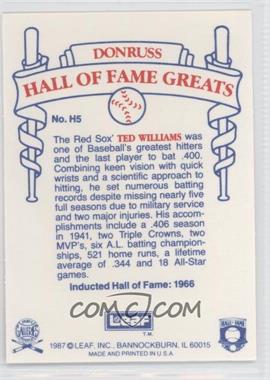 DONRUSS
HALL OF FAME GREATS
No. H5
The Red Sox' TED WILLIAMS was
one of Baseball's greatest hitters
and the last player to bat .400.
Combining keen vision with quick
wrists and a scientific approach to
hitting, he set numerous batting
records despite missing nearly five
full seasons due to military service
and two major injuries. His accom-
plishments include a .406 season
in 1941, two Triple Crowns, two
MVP's, six A.L. batting champion-
ships, 521 home runs, a lifetime
average of .344 and 18 All-Star
games.
Inducted Hall of Fame: 1966
COMC
LEAF
T.M.
HALL OF FAME
1987 © LEAF, INC., BANNOCKBURN, IL 60015
MADE AND PRINTED IN U.S.A.